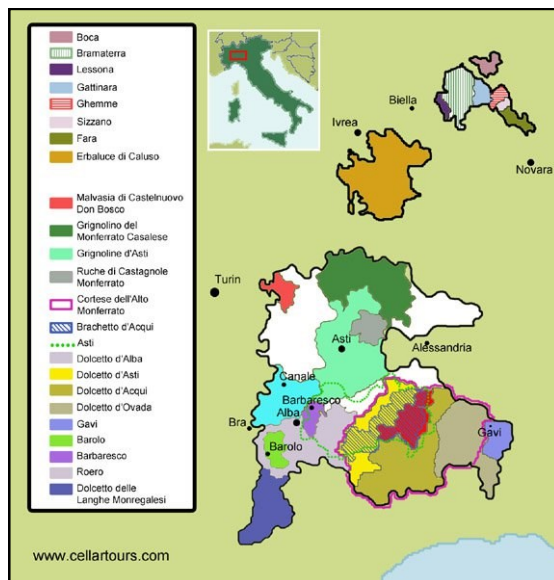 Boca
Bramaterra
Lessona
Gattinara
Ghemme
Sizzano
Fara
Erbaluce di Caluso
Malvasia di Castelnuovo
Don Bosco
Grignolino del
Monferrato Casalese
Grignoline d'Asti
Ruche di Castagnole
Monferrato
Cortese dell'Alto
Monferrato
Brachetto d'Acqui
Asti
Dolcetto d'Alba
Dolcetto d'Asti
Dolcetto d'Acqui
Dolcetto d'Ovada
Gavi
Barolo
Barbaresco
Roero
Dolcetto delle
Langhe Monregalesi
Biella
Ivrea
Novara
Turin
Asti
Alessandria
Canale
Barbaresco
Alba
Bra
Barolo
Gavi
www.cellartours.com